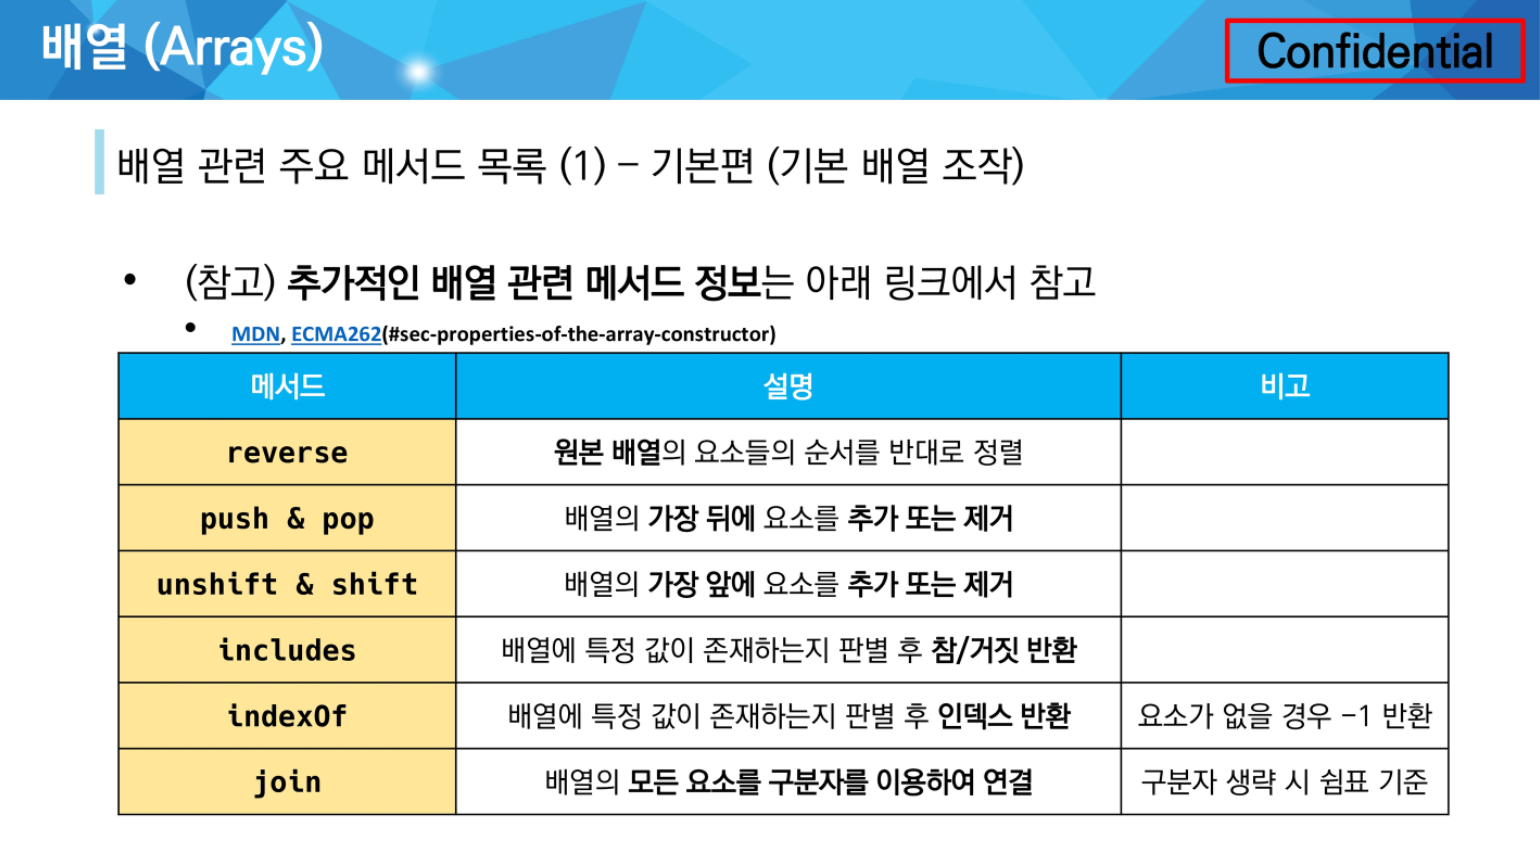 배열 (Arrays)
Confidential
배열 관련 주요 메서드 목록 (1) – 기본편 (기본 배열 조작)
• (참고) 추가적인 배열 관련 메서드 정보는 아래 링크에서 참고
• MDN, ECMA262(#sec-properties-of-the-array-constructor)
메서드 설명 비고
reverse 원본 배열의 요소들의 순서를 반대로 정렬
push & pop 배열의 가장 뒤에 요소를 추가 또는 제거
unshift & shift 배열의 가장 앞에 요소를 추가 또는 제거
includes 배열에 특정 값이 존재하는지 판별 후 참/거짓 반환
indexOf 배열에 특정 값이 존재하는지 판별 후 인덱스 반환 요소가 없을 경우 –1 반환
join 배열의 모든 요소를 구분자를 이용하여 연결 구분자 생략 시 쉼표 기준